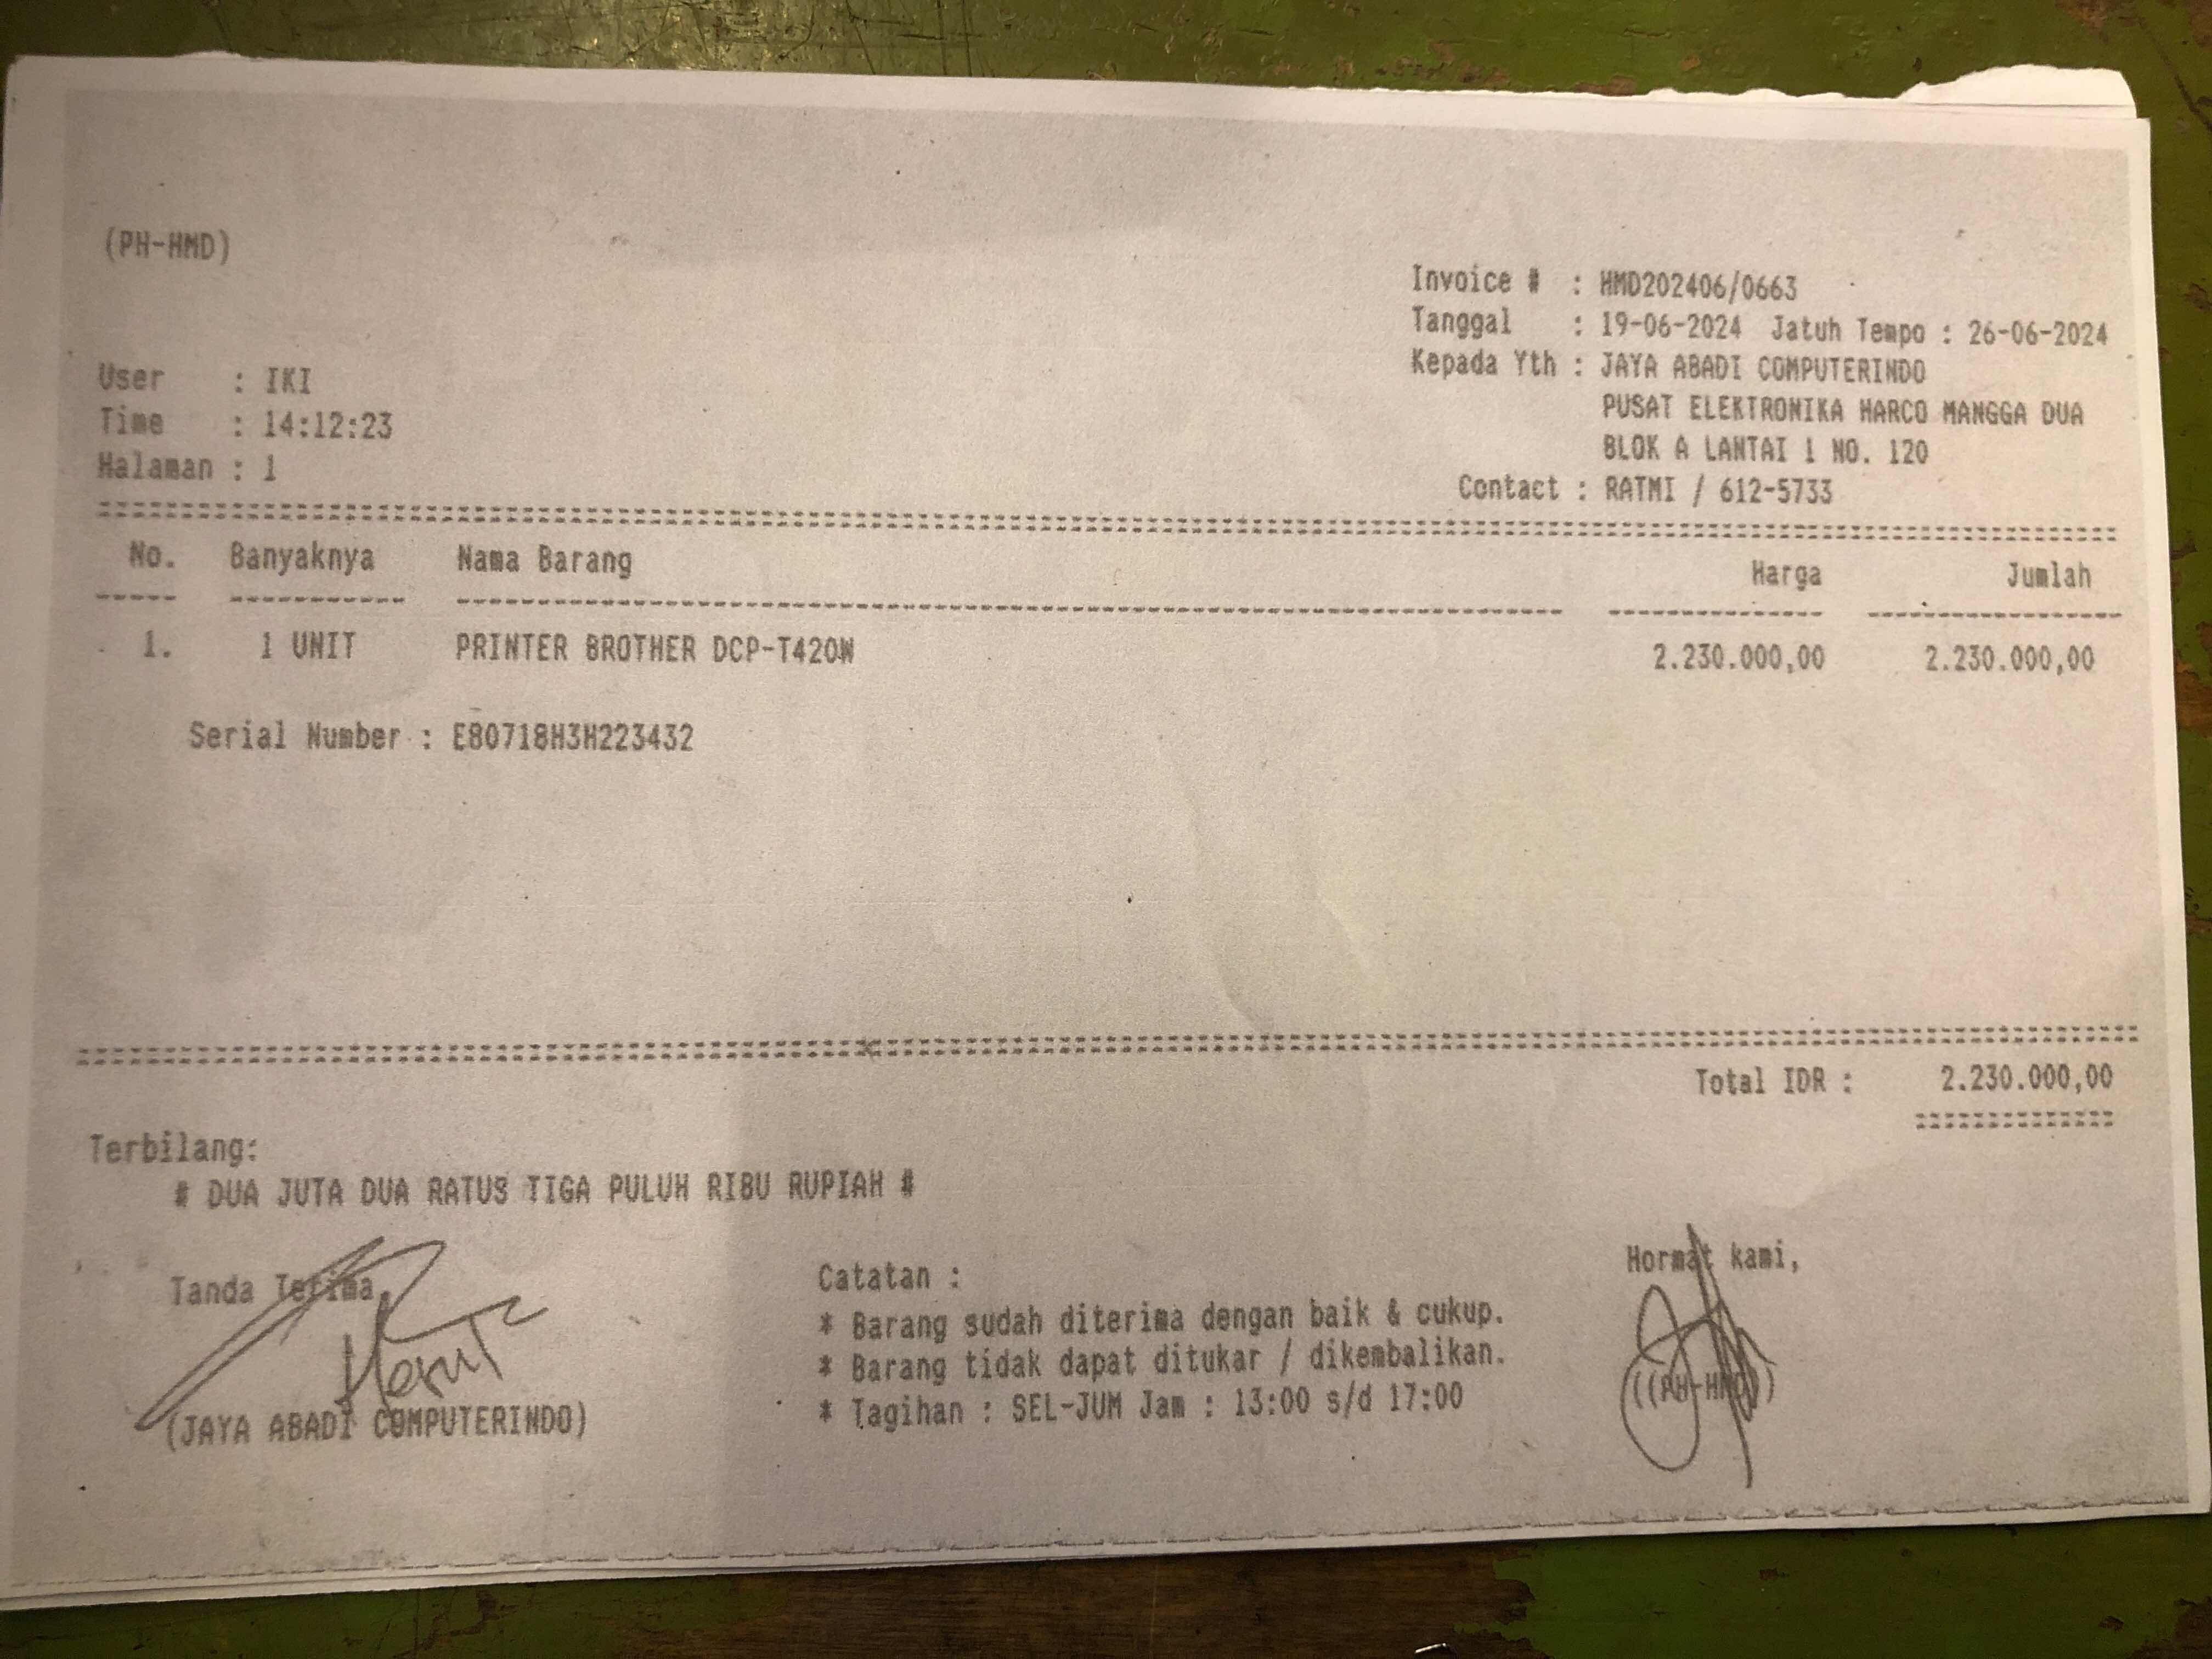 (PH-HMD)
Invoice # : HMD202406/0663
Tanggal : 19-06-2024 Jatuh Tempo : 26-06-2024
Kepada Yth : JAYA ABADI COMPUTERINDO
PUSAT ELEKTRONIKA HARCO MANGGA DUA
BLOK A LANTAI 1 NO. 120
Contact : RATMI / 612-5733
User : IKI
Time : 14:12:23
Halaman : 1
No. Banyaknya Nama Barang Harga Jumlah
1. 1 UNIT PRINTER BROTHER DCP-T420W 2.230.000,00 2.230.000,00
Serial Number : E80718H3H223432
Total IDR : 2.230.000,00
Terbilang:
# DUA JUTA DUA RATUS TIGA PULUH RIBU RUPIAH #
Tanda Terima,
(JAYA ABADI COMPUTERINDO)
Catatan :
* Barang sudah diterima dengan baik & cukup.
* Barang tidak dapat ditukar / dikembalikan.
* Tagihan : SEL-JUM Jam : 13:00 s/d 17:00
Hormat kami,
((PH-HMD))